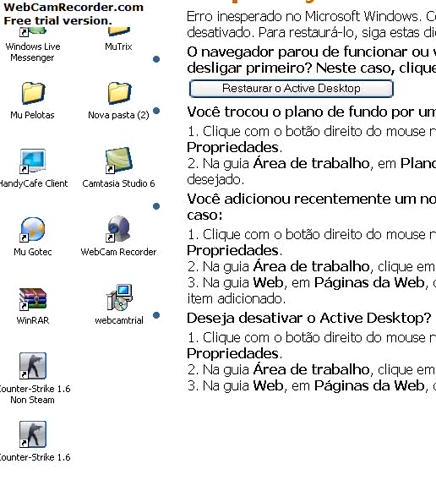 WebCamRecorder.com
Free trial version.
Windows Live
Messenger
MuTrix
Mu Pelotas
Nova pasta (2)
HandyCafe Client
Camtasia Studio 6
Mu Gotec
WebCam Recorder
WinRAR
webcamtrial
Counter-Strike 1.6
Non Steam
Counter-Strike 1.6
Erro inesperado no Microsoft Windows. C
desativado. Para restaurá-lo, siga estas di
O navegador parou de funcionar ou v
desligar primeiro? Neste caso, clique
Restaurar o Active Desktop
Você trocou o plano de fundo por um
1. Clique com o botão direito do mouse n
Propriedades.
2. Na guia Área de trabalho, em Plano
desejado.
Você adicionou recentemente um no
caso:
1. Clique com o botão direito do mouse n
Propriedades.
2. Na guia Área de trabalho, clique em
3. Na guia Web, em Páginas da Web, d
item adicionado.
Deseja desativar o Active Desktop?
1. Clique com o botão direito do mouse n
Propriedades.
2. Na guia Área de trabalho, clique em
3. Na guia Web, em Páginas da Web, d